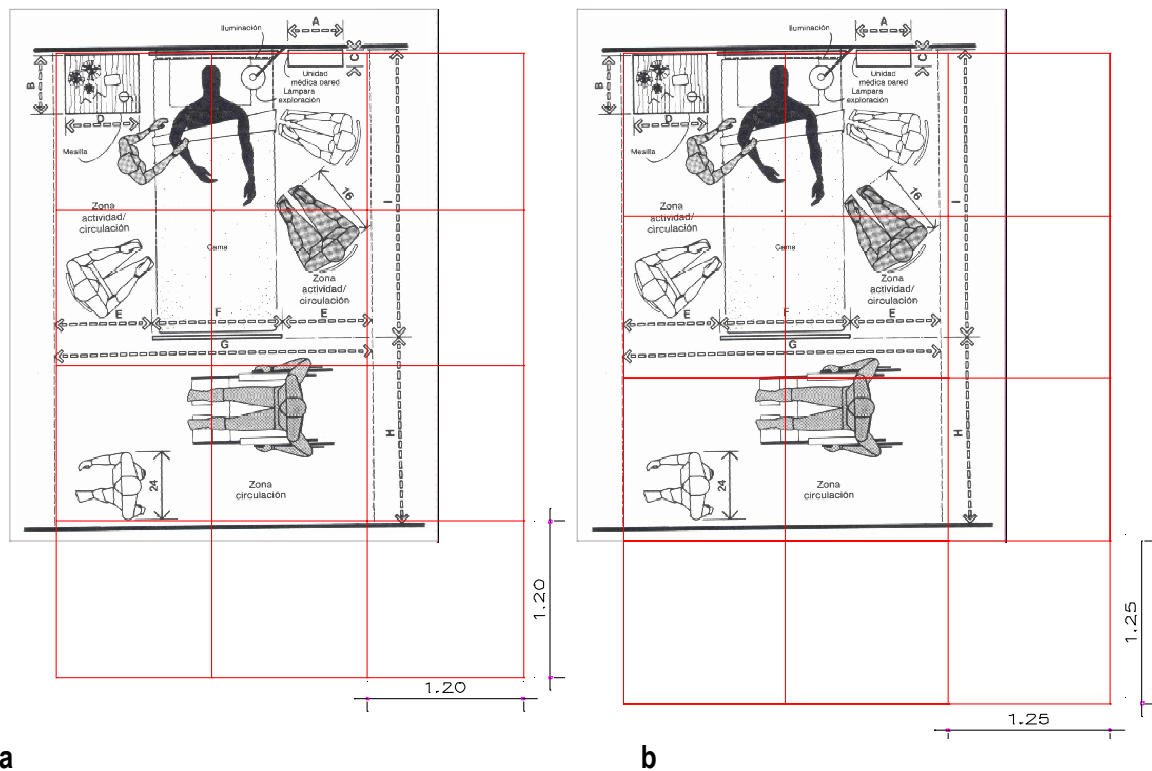 Iluminación
A
C
Unidad
médica pared
Lámpara
exploración
B
D
Mesilla
16
I
Zona
actividad/
circulación
Cama
Zona
actividad/
circulación
E
F
E
G
H
24
Zona
circulación
1.20
1.20
a
Iluminación
A
C
Unidad
médica pared
Lámpara
exploración
B
D
Mesilla
16
I
Zona
actividad/
circulación
Cama
Zona
actividad/
circulación
E
F
E
G
H
24
Zona
circulación
1.25
1.25
b